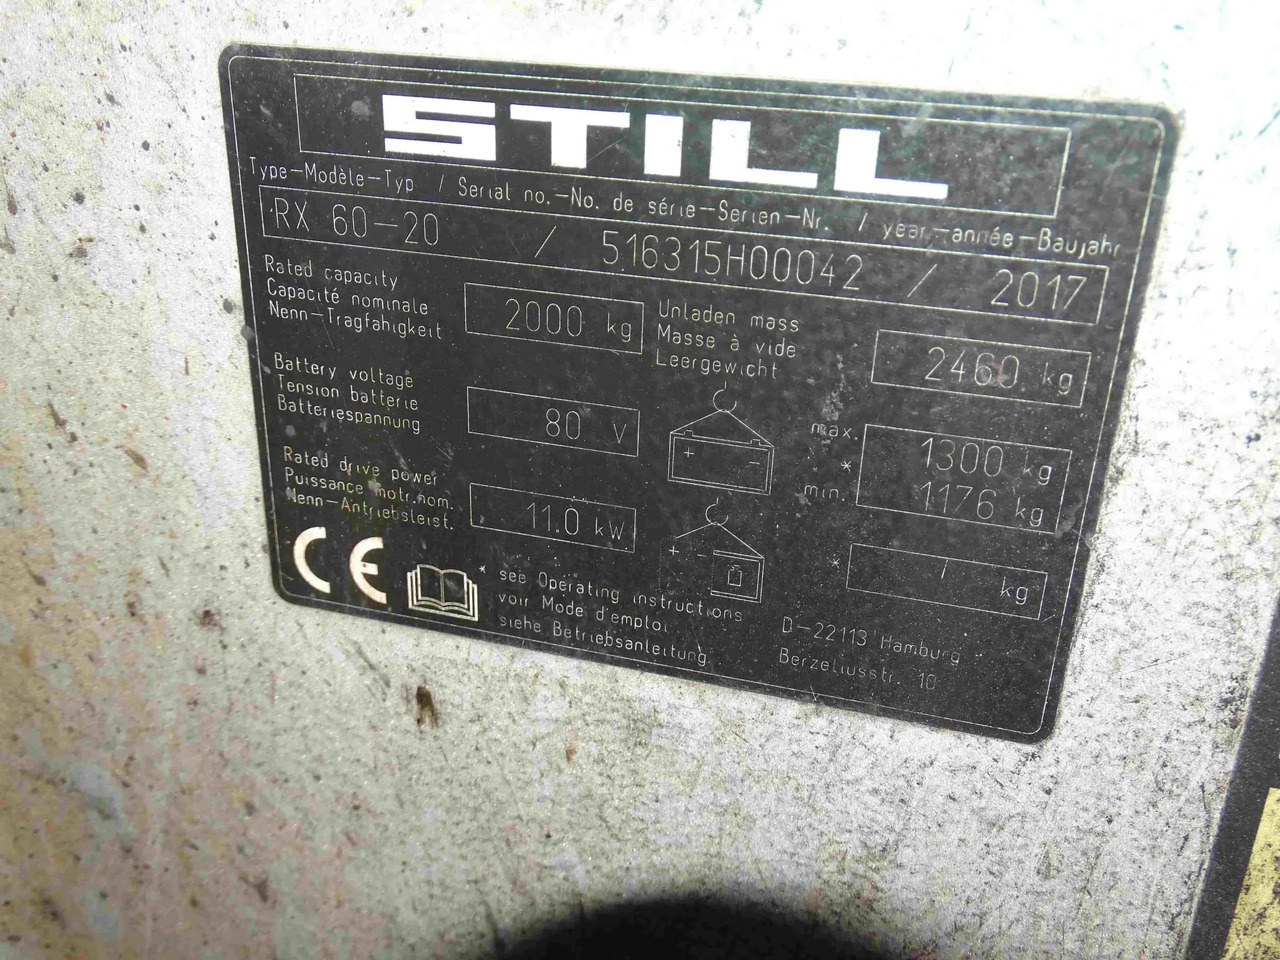 STILL
Type-Modèle-Typ / Serial no.-No. de série-Serien-Nr. / year-année-Baujahr
RX 60-20 / 516315H00042 / 2017
Rated capacity
Capacité nominale
Nenn-Tragfähigkeit
2000 kg
Unladen mass
Masse à vide
Leergewicht
2460 kg
Battery voltage
Tension batterie
Batteriespannung
80 V
max. 1300 kg
*
min. 1176 kg
Rated drive power
Puissance motr.nom.
Nenn-Antriebsleist.
11.0 kW
+ -
+ -
* / kg
CE
* see Operating instructions
voir Mode d'emploi
siehe Betriebsanleitung
D-22113 Hamburg
Berzeliusstr. 10